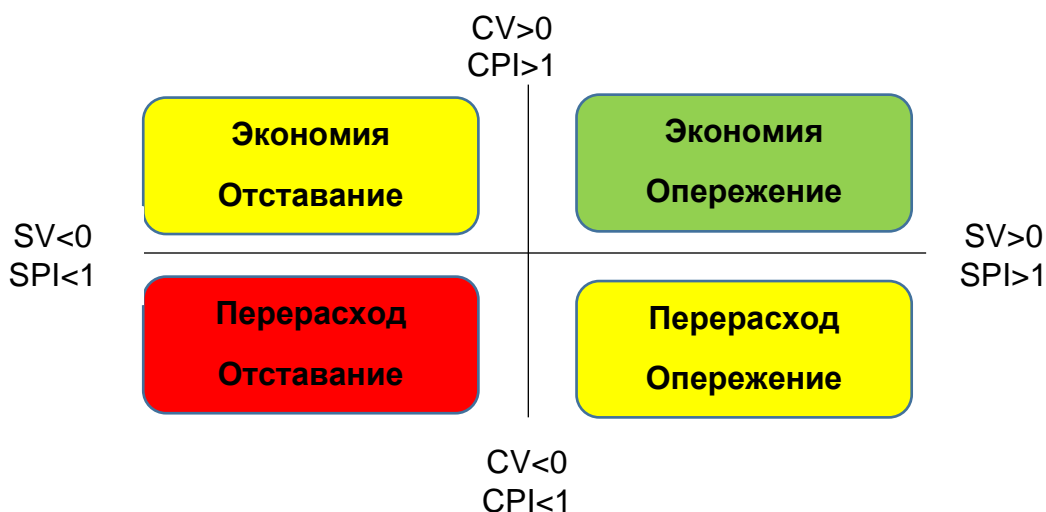 CV>0
CPI>1
Экономия
Отставание
Экономия
Опережение
SV<0
SPI<1
SV>0
SPI>1
Перерасход
Отставание
Перерасход
Опережение
CV<0
CPI<1